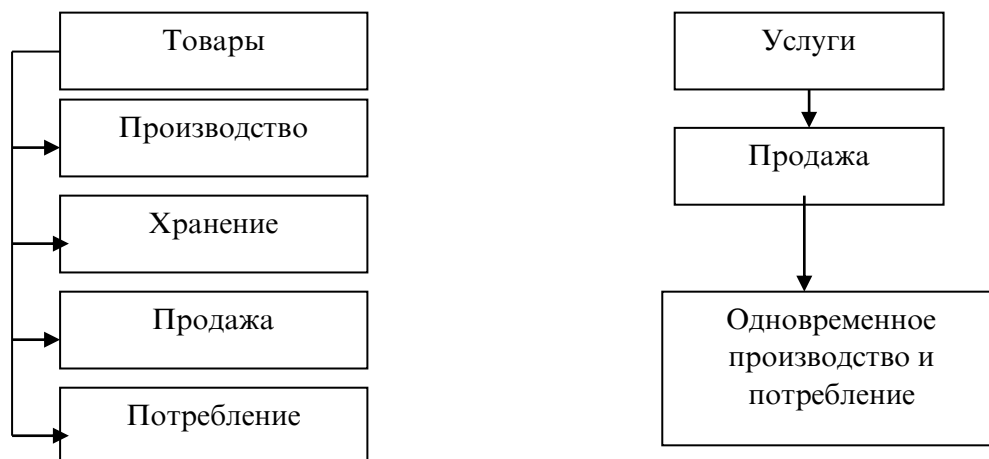 Товары
Производство
Хранение
Продажа
Потребление
Услуги
Продажа
Одновременное
производство и
потребление